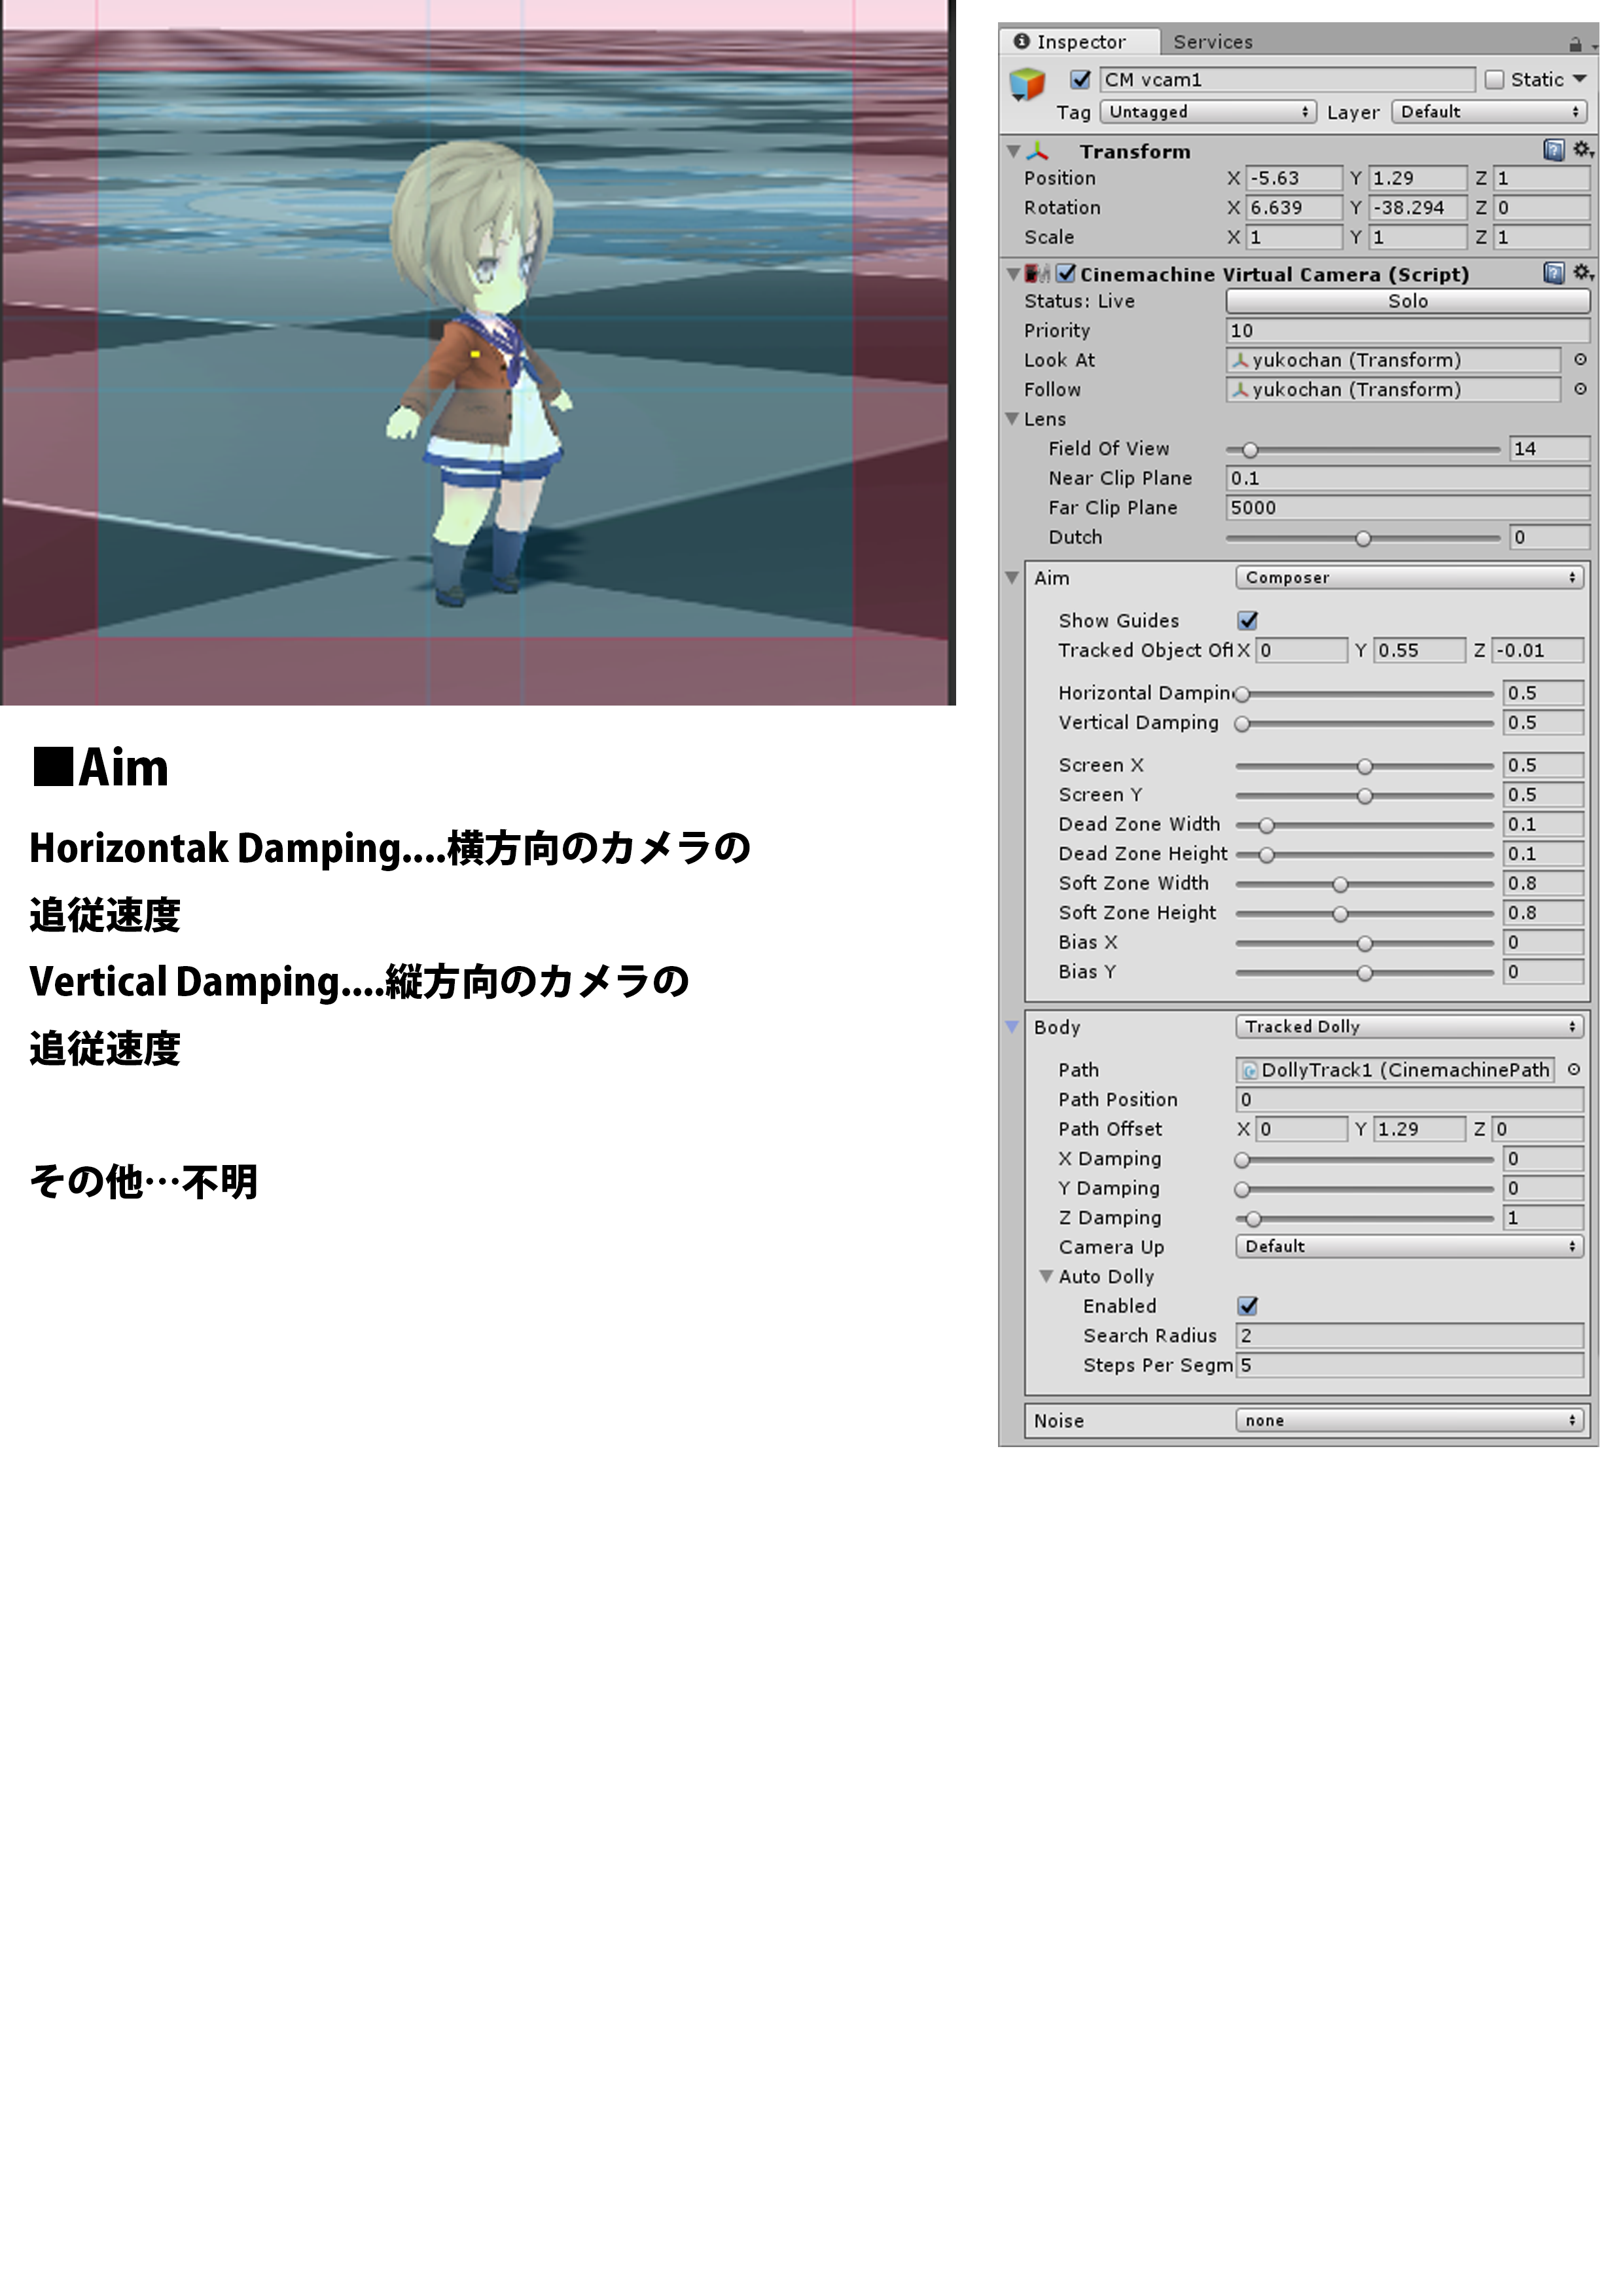 ■Aim
Horizontak Damping....横方向のカメラの
追従速度
Vertical Damping....縦方向のカメラの
追従速度
その他…不明
Inspector Services
CM vcam1 Static
Tag Untagged Layer Default
Transform
Position X -5.63 Y 1.29 Z 1
Rotation X 6.639 Y -38.294 Z 0
Scale X 1 Y 1 Z 1
Cinemachine Virtual Camera (Script)
Status: Live Solo
Priority 10
Look At yukochan (Transform)
Follow yukochan (Transform)
Lens
Field Of View 14
Near Clip Plane 0.1
Far Clip Plane 5000
Dutch 0
Aim Composer
Show Guides
Tracked Object Off X 0 Y 0.55 Z -0.01
Horizontal Dampin 0.5
Vertical Damping 0.5
Screen X 0.5
Screen Y 0.5
Dead Zone Width 0.1
Dead Zone Height 0.1
Soft Zone Width 0.8
Soft Zone Height 0.8
Bias X 0
Bias Y 0
Body Tracked Dolly
Path DollyTrack1 (CinemachinePath
Path Position 0
Path Offset X 0 Y 1.29 Z 0
X Damping 0
Y Damping 0
Z Damping 1
Camera Up Default
Auto Dolly
Enabled
Search Radius 2
Steps Per Segm 5
Noise none